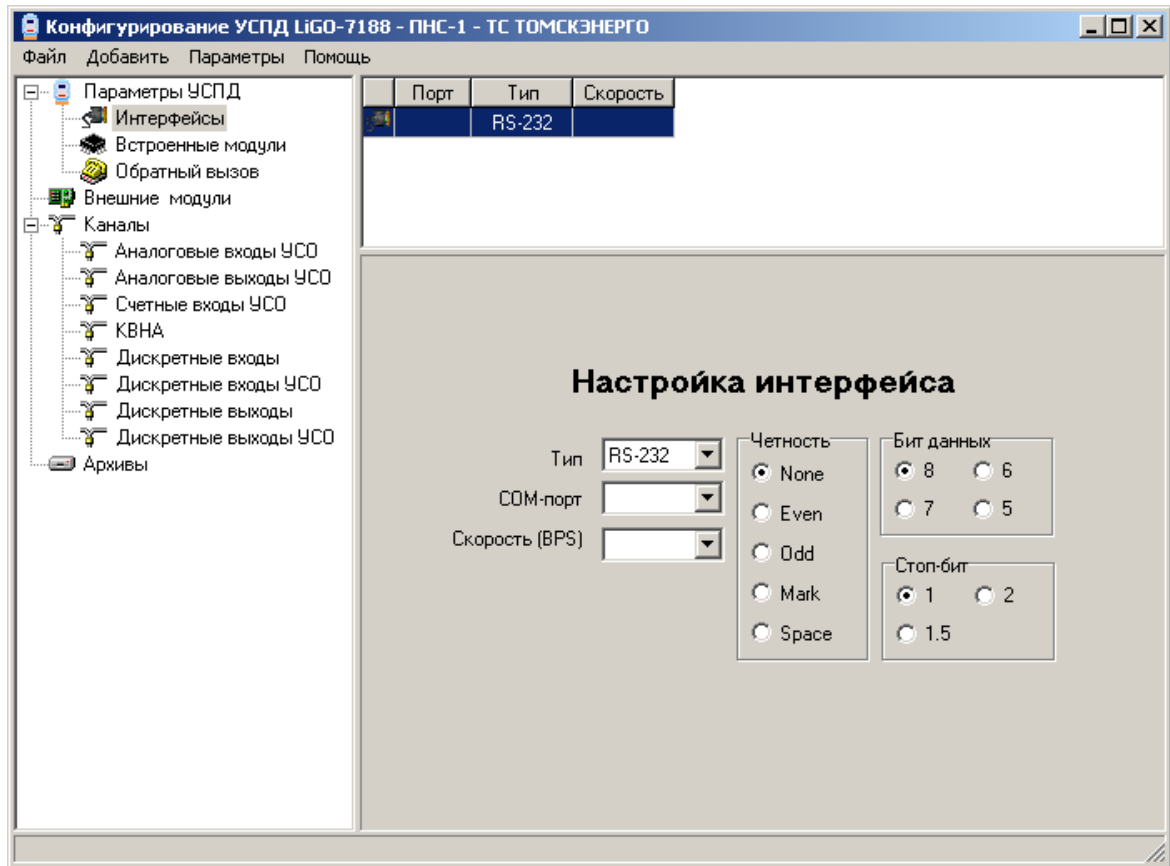 Конфигурирование УСПД LiGO-7188 - ПНС-1 - ТС ТОМСКЭНЕРГО
Файл Добавить Параметры Помощь
Параметры УСПД
Интерфейсы
Встроенные модули
Обратный вызов
Внешние модули
Каналы
Аналоговые входы УСО
Аналоговые выходы УСО
Счетные входы УСО
КВНА
Дискретные входы
Дискретные входы УСО
Дискретные выходы
Дискретные выходы УСО
Архивы
Порт Тип Скорость
RS-232
Настройка интерфейса
Тип RS-232
COM-порт
Скорость (BPS)
Четность
None
Even
Odd
Mark
Space
Бит данных
8 6
7 5
Стоп-бит
1 2
1.5